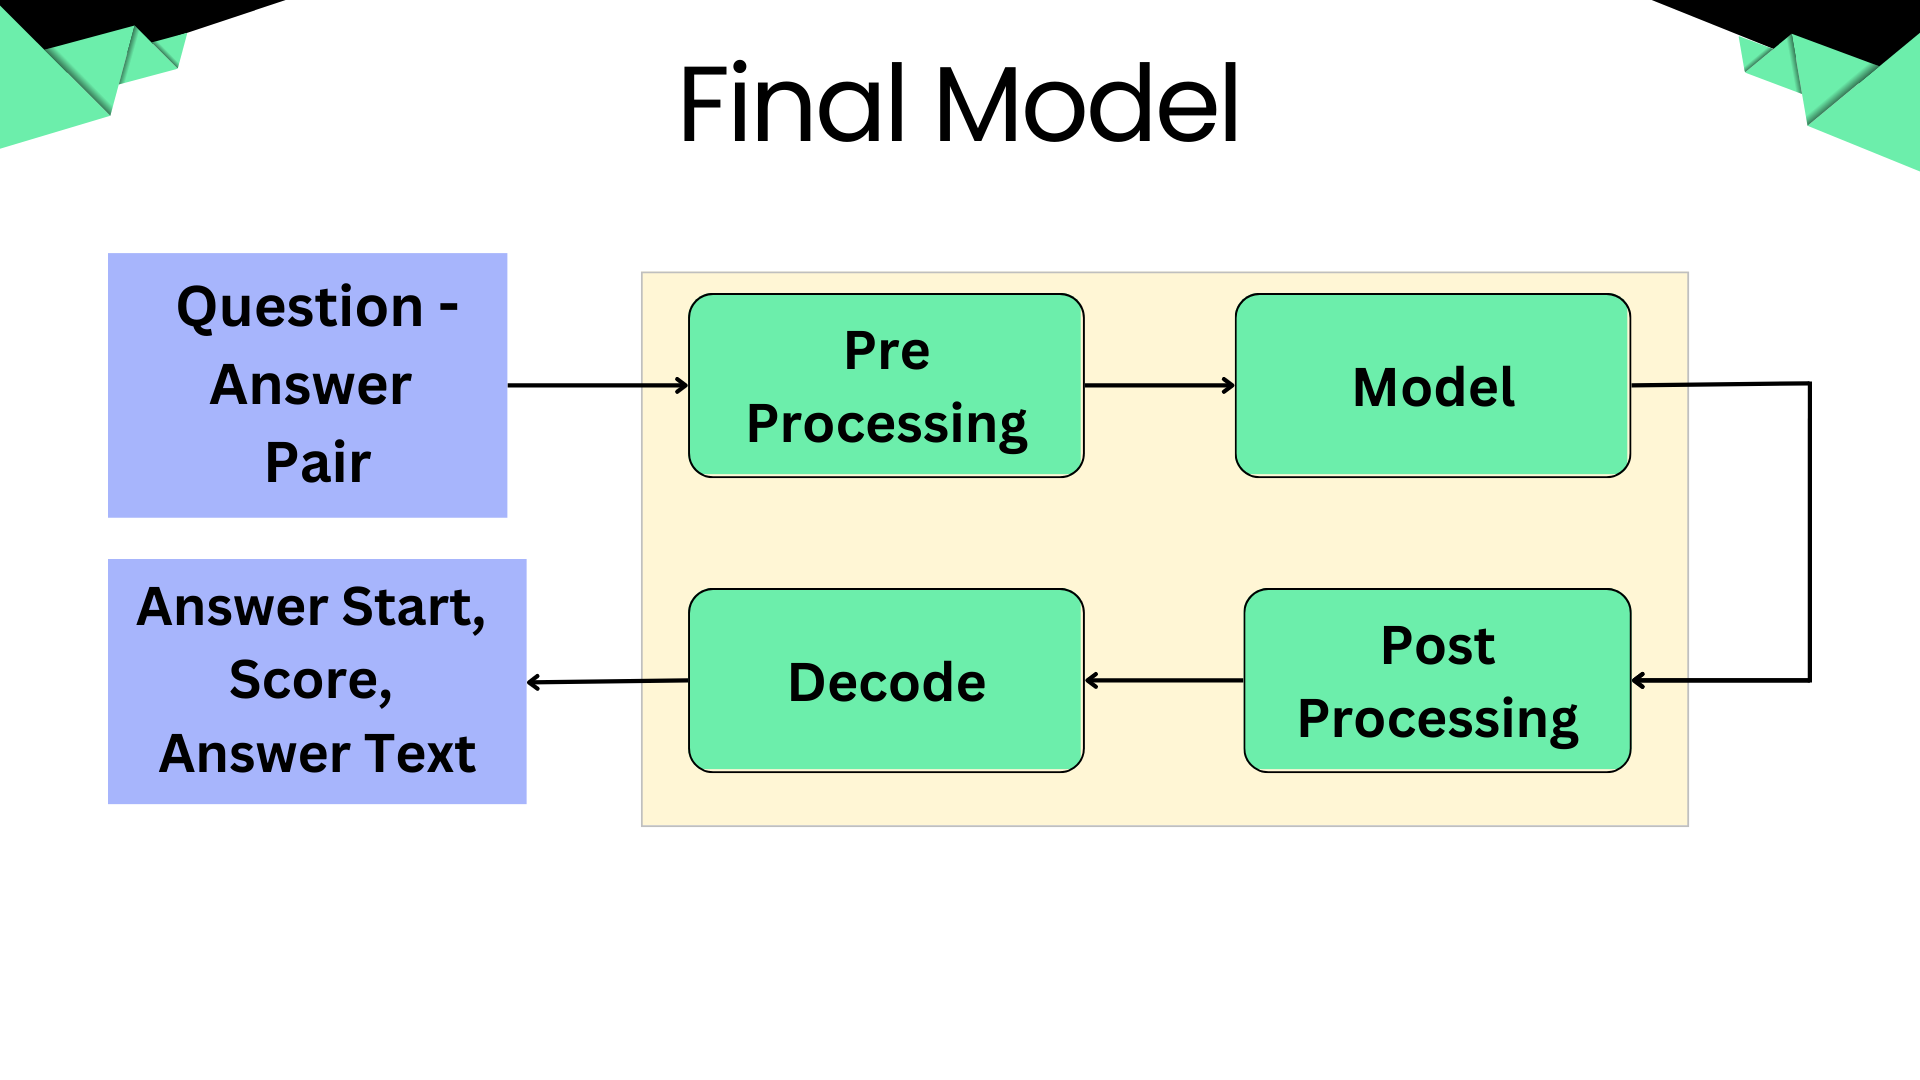 Final Model
Question -
Answer
Pair
Pre
Processing
Model
Answer Start,
Score,
Answer Text
Decode
Post
Processing